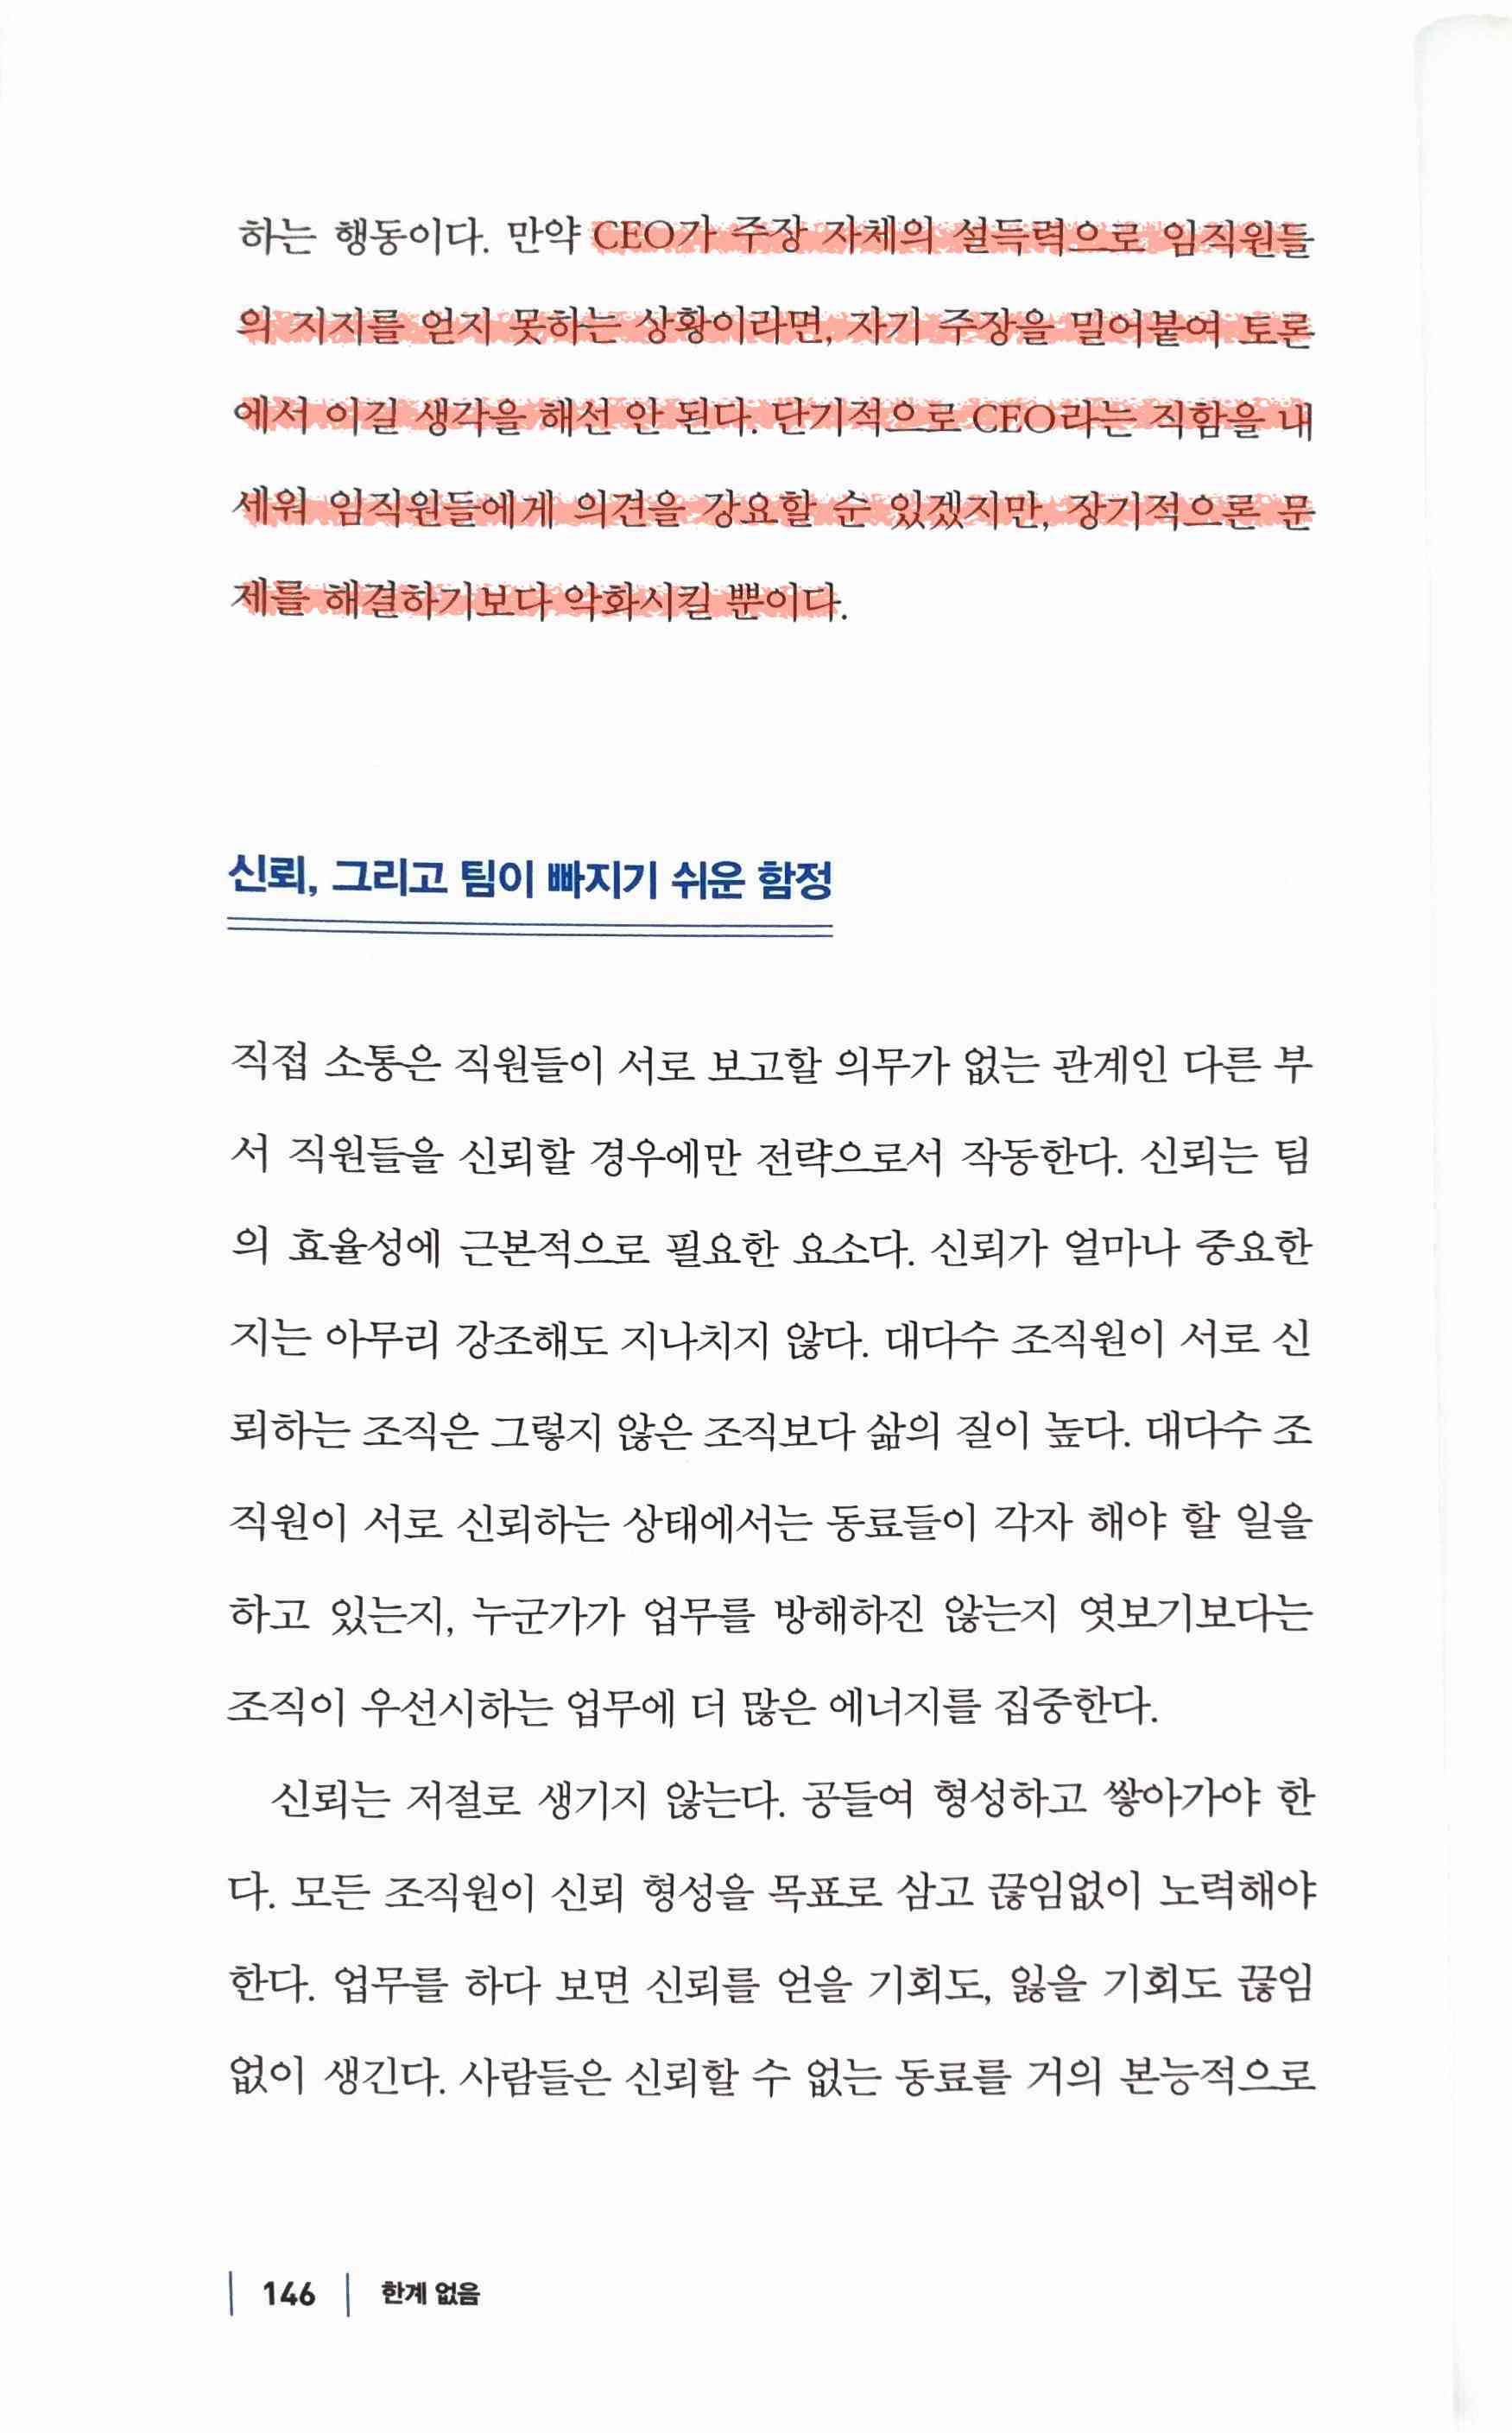 하는 행동이다. 만약 CEO가 주장 자체의 설득력으로 임직원들
의 지지를 얻지 못하는 상황이라면, 자기 주장을 밀어붙여 토론
에서 이길 생각을 해선 안 된다. 단기적으로 CEO라는 직함을 내
세워 임직원들에게 의견을 강요할 순 있겠지만, 장기적으론 문
제를 해결하기보다 악화시킬 뿐이다.
신뢰, 그리고 팀이 빠지기 쉬운 함정
직접 소통은 직원들이 서로 보고할 의무가 없는 관계인 다른 부
서 직원들을 신뢰할 경우에만 전략으로서 작동한다. 신뢰는 팀
의 효율성에 근본적으로 필요한 요소다. 신뢰가 얼마나 중요한
지는 아무리 강조해도 지나치지 않다. 대다수 조직원이 서로 신
뢰하는 조직은 그렇지 않은 조직보다 삶의 질이 높다. 대다수 조
직원이 서로 신뢰하는 상태에서는 동료들이 각자 해야 할 일을
하고 있는지, 누군가가 업무를 방해하진 않는지 엿보기보다는
조직이 우선시하는 업무에 더 많은 에너지를 집중한다.
신뢰는 저절로 생기지 않는다. 공들여 형성하고 쌓아가야 한
다. 모든 조직원이 신뢰 형성을 목표로 삼고 끊임없이 노력해야
한다. 업무를 하다 보면 신뢰를 얻을 기회도, 잃을 기회도 끊임
없이 생긴다. 사람들은 신뢰할 수 없는 동료를 거의 본능적으로
146 한계 없음